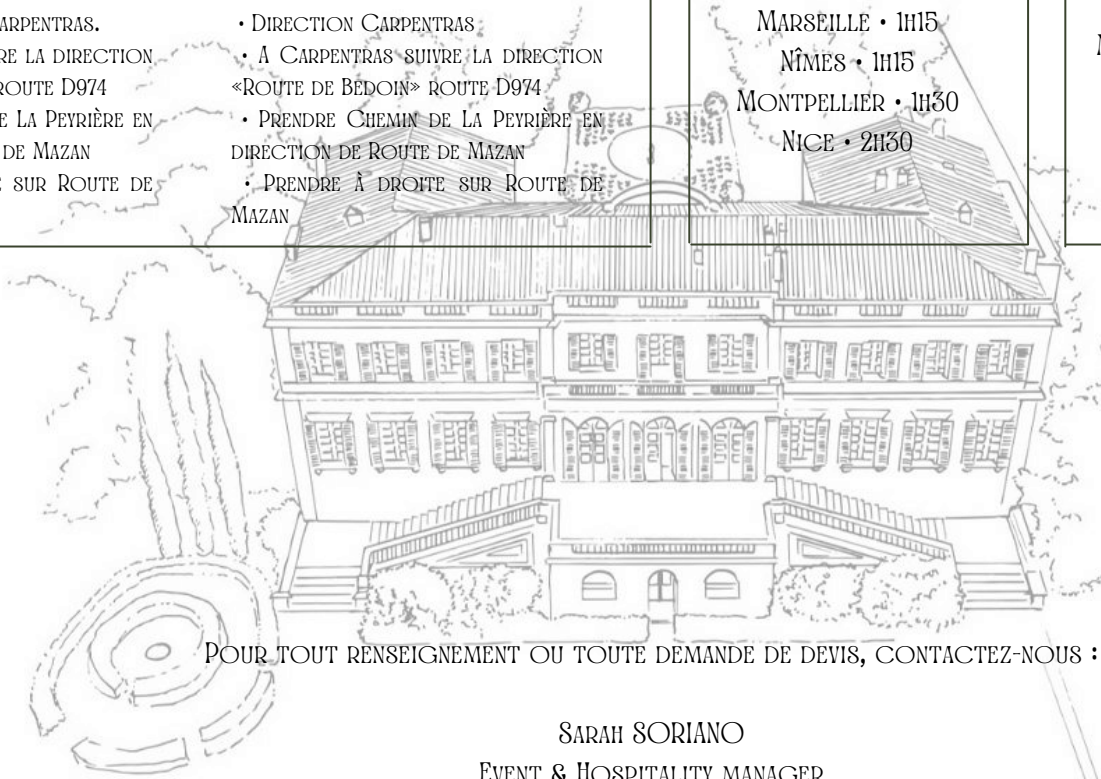 ARPENTRAS.
RE LA DIRECTION
ROUTE D974
E LA PEYRIÈRE EN
DE MAZAN
SUR ROUTE DE
• DIRECTION CARPENTRAS
• A CARPENTRAS SUIVRE LA DIRECTION
«ROUTE DE BEDOIN» ROUTE D974
• PRENDRE CHEMIN DE LA PEYRIÈRE EN
DIRECTION DE ROUTE DE MAZAN
• PRENDRE À DROITE SUR ROUTE DE
MAZAN
MARSEILLE • 1H15
NÎMES • 1H15
MONTPELLIER • 1H30
NICE • 2H30
POUR TOUT RENSEIGNEMENT OU TOUTE DEMANDE DE DEVIS, CONTACTEZ-NOUS :
SARAH SORIANO
EVENT & HOSPITALITY MANAGER